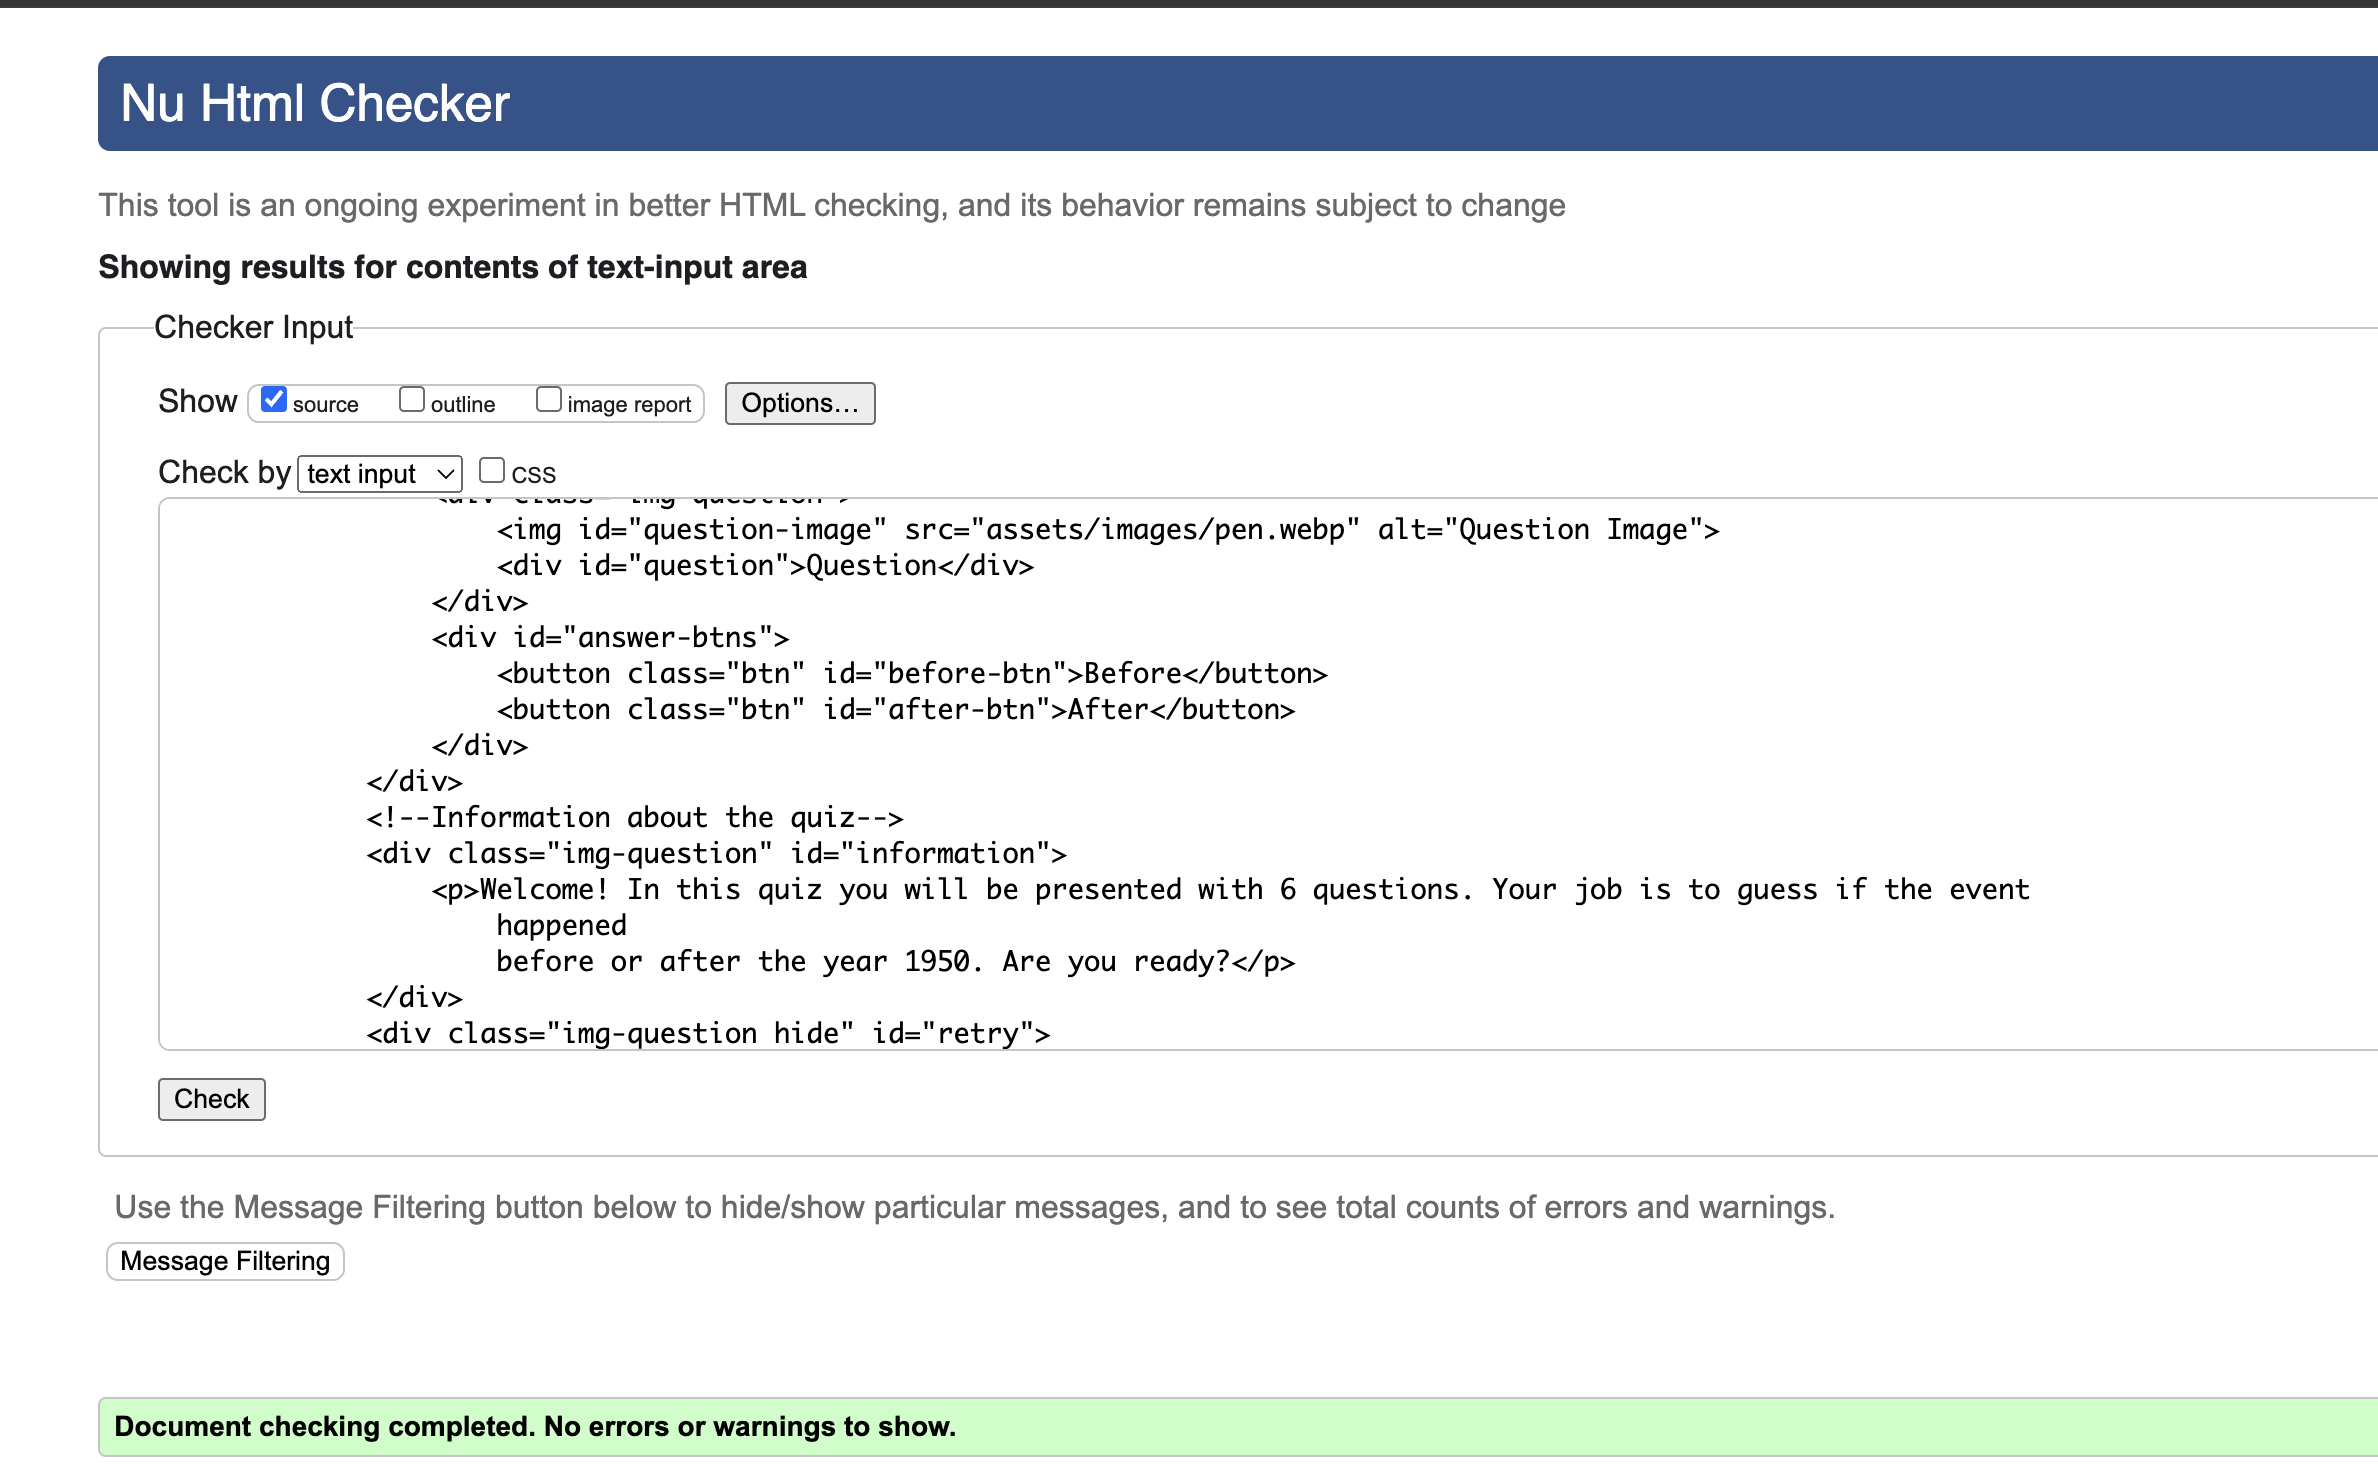 Nu Html Checker
This tool is an ongoing experiment in better HTML checking, and its behavior remains subject to change
Showing results for contents of text-input area
Checker Input
Show source outline image report Options…
Check by text input CSS
<div class="img-question">
<img id="question-image" src="assets/images/pen.webp" alt="Question Image">
<div id="question">Question</div>
</div>
<div id="answer-btns">
<button class="btn" id="before-btn">Before</button>
<button class="btn" id="after-btn">After</button>
</div>
</div>
<!--Information about the quiz-->
<div class="img-question" id="information">
<p>Welcome! In this quiz you will be presented with 6 questions. Your job is to guess if the event
happened
before or after the year 1950. Are you ready?</p>
</div>
<div class="img-question hide" id="retry">
Check
Use the Message Filtering button below to hide/show particular messages, and to see total counts of errors and warnings.
Message Filtering
Document checking completed. No errors or warnings to show.